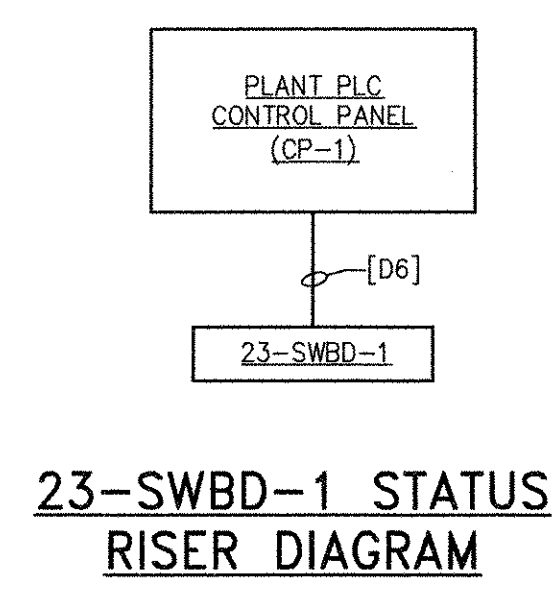 PLANT PLC
CONTROL PANEL
(CP-1)
[D6]
23-SWBD-1
23-SWBD-1 STATUS
RISER DIAGRAM